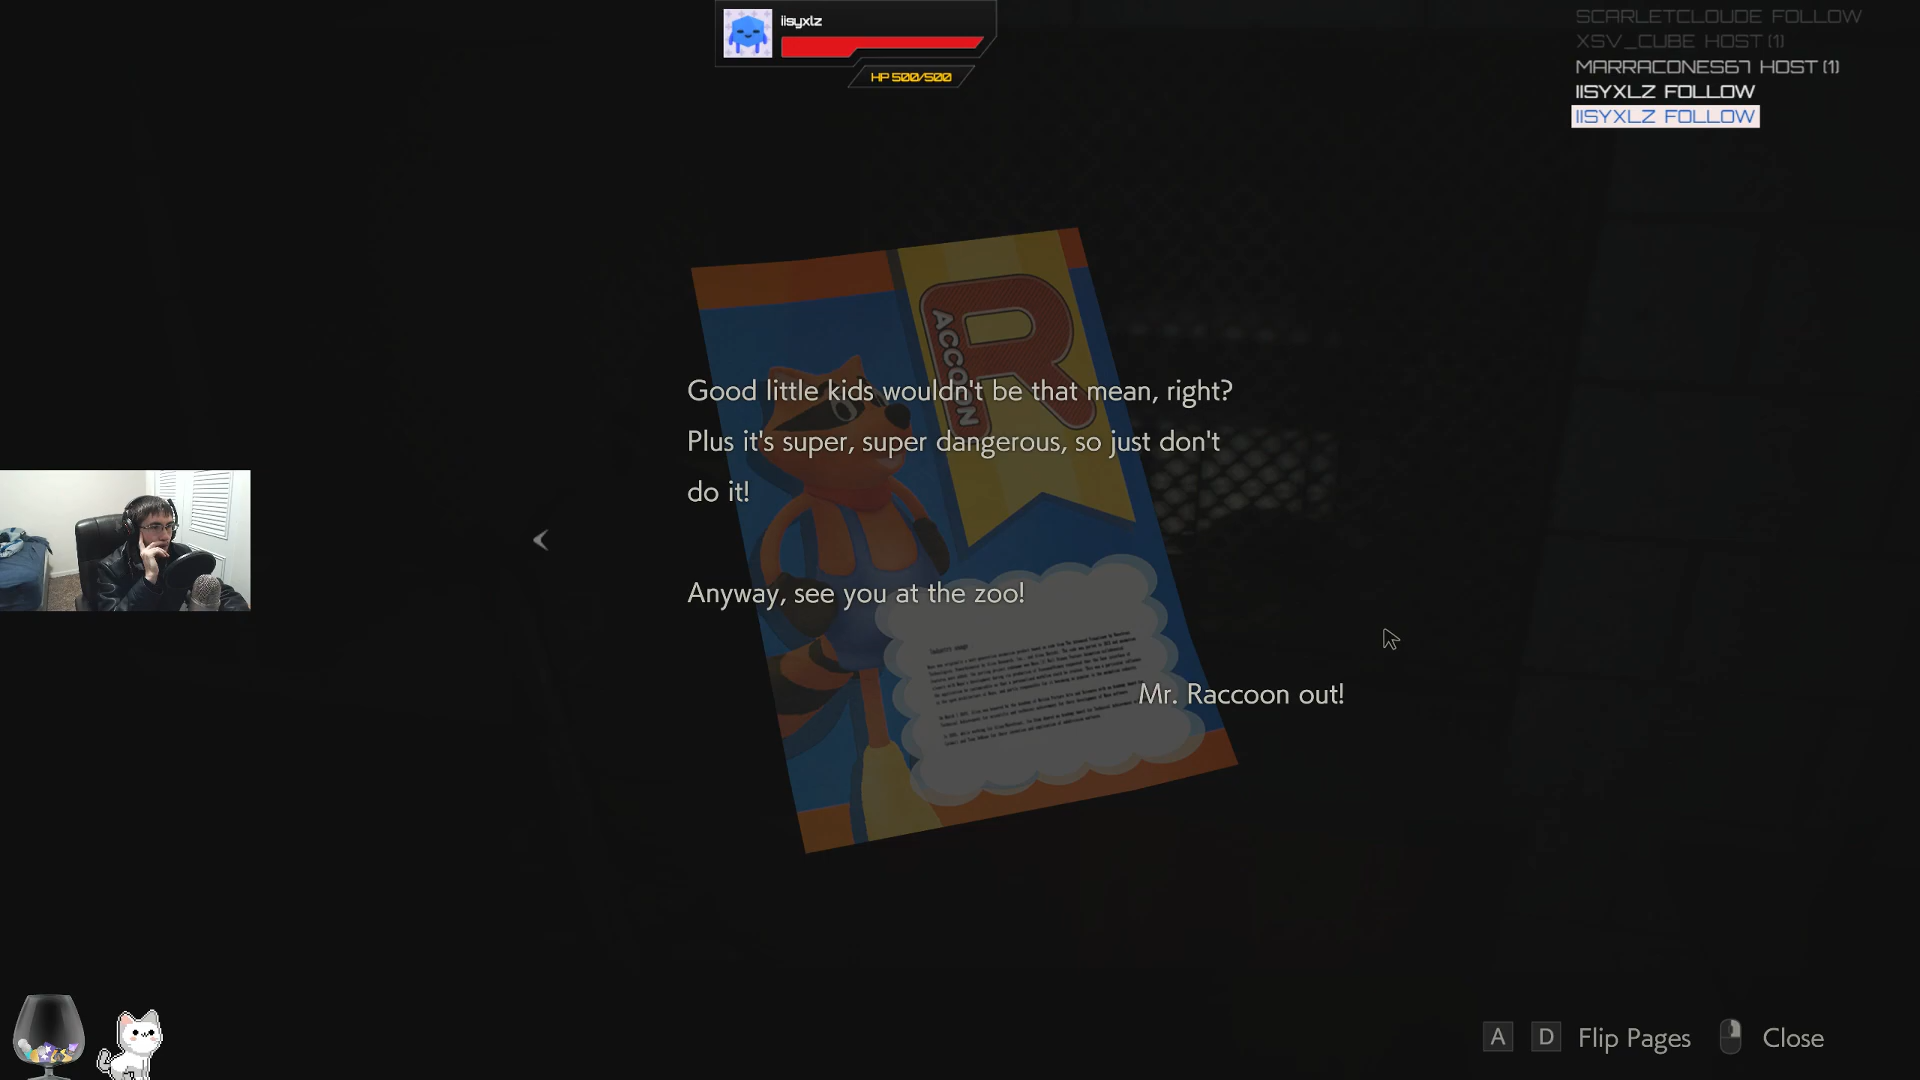 iisyxlz
HP 500/500
SCARLETCLOUDE FOLLOW
XSV_CUBE HOST (1)
MARRACONES67 HOST (1)
IISYXLZ FOLLOW
IISYXLZ FOLLOW
R
ACCOON
Good little kids wouldn't be that mean, right?
Plus it's super, super dangerous, so just don't
do it!
Anyway, see you at the zoo!
Mr. Raccoon out!
A D Flip Pages Close